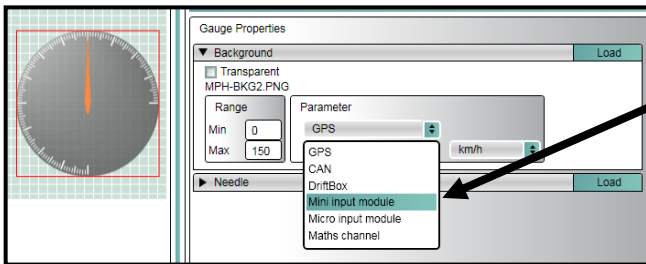 Gauge Properties
▼ Background Load
Transparent
MPH-BKG2.PNG
Range Parameter
Min 0 GPS
Max 150 km/h
GPS
CAN
DriftBox
Mini input module
Micro input module
Maths channel
► Needle Load